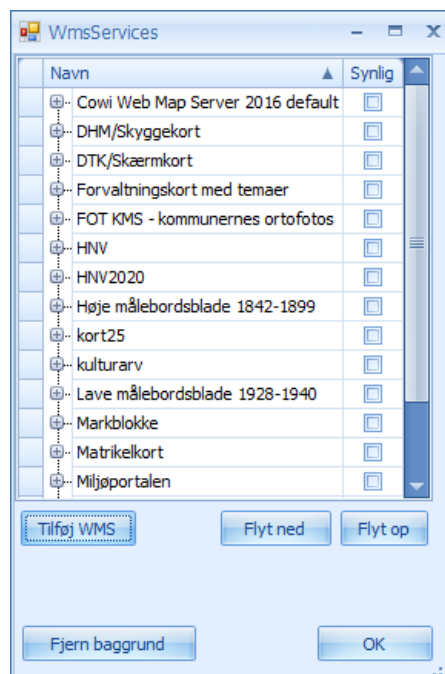 WmsServices
Navn Synlig
Cowi Web Map Server 2016 default
DHM/Skyggekort
DTK/Skærmkort
Forvaltningskort med temaer
FOT KMS - kommunernes ortofotos
HNV
HNV2020
Høje målebordsblade 1842-1899
kort25
kulturarv
Lave målebordsblade 1928-1940
Markblokke
Matrikelkort
Miljøportalen
Tilføj WMS Flyt ned Flyt op
Fjern baggrund OK